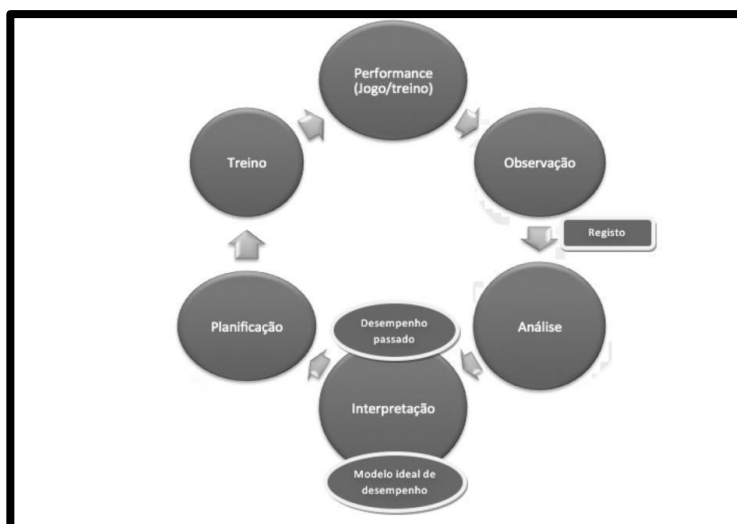 Performance
(Jogo/treino)
Treino
Observação
Registo
Planificação
Desempenho
passado
Análise
Interpretação
Modelo ideal de
desempenho